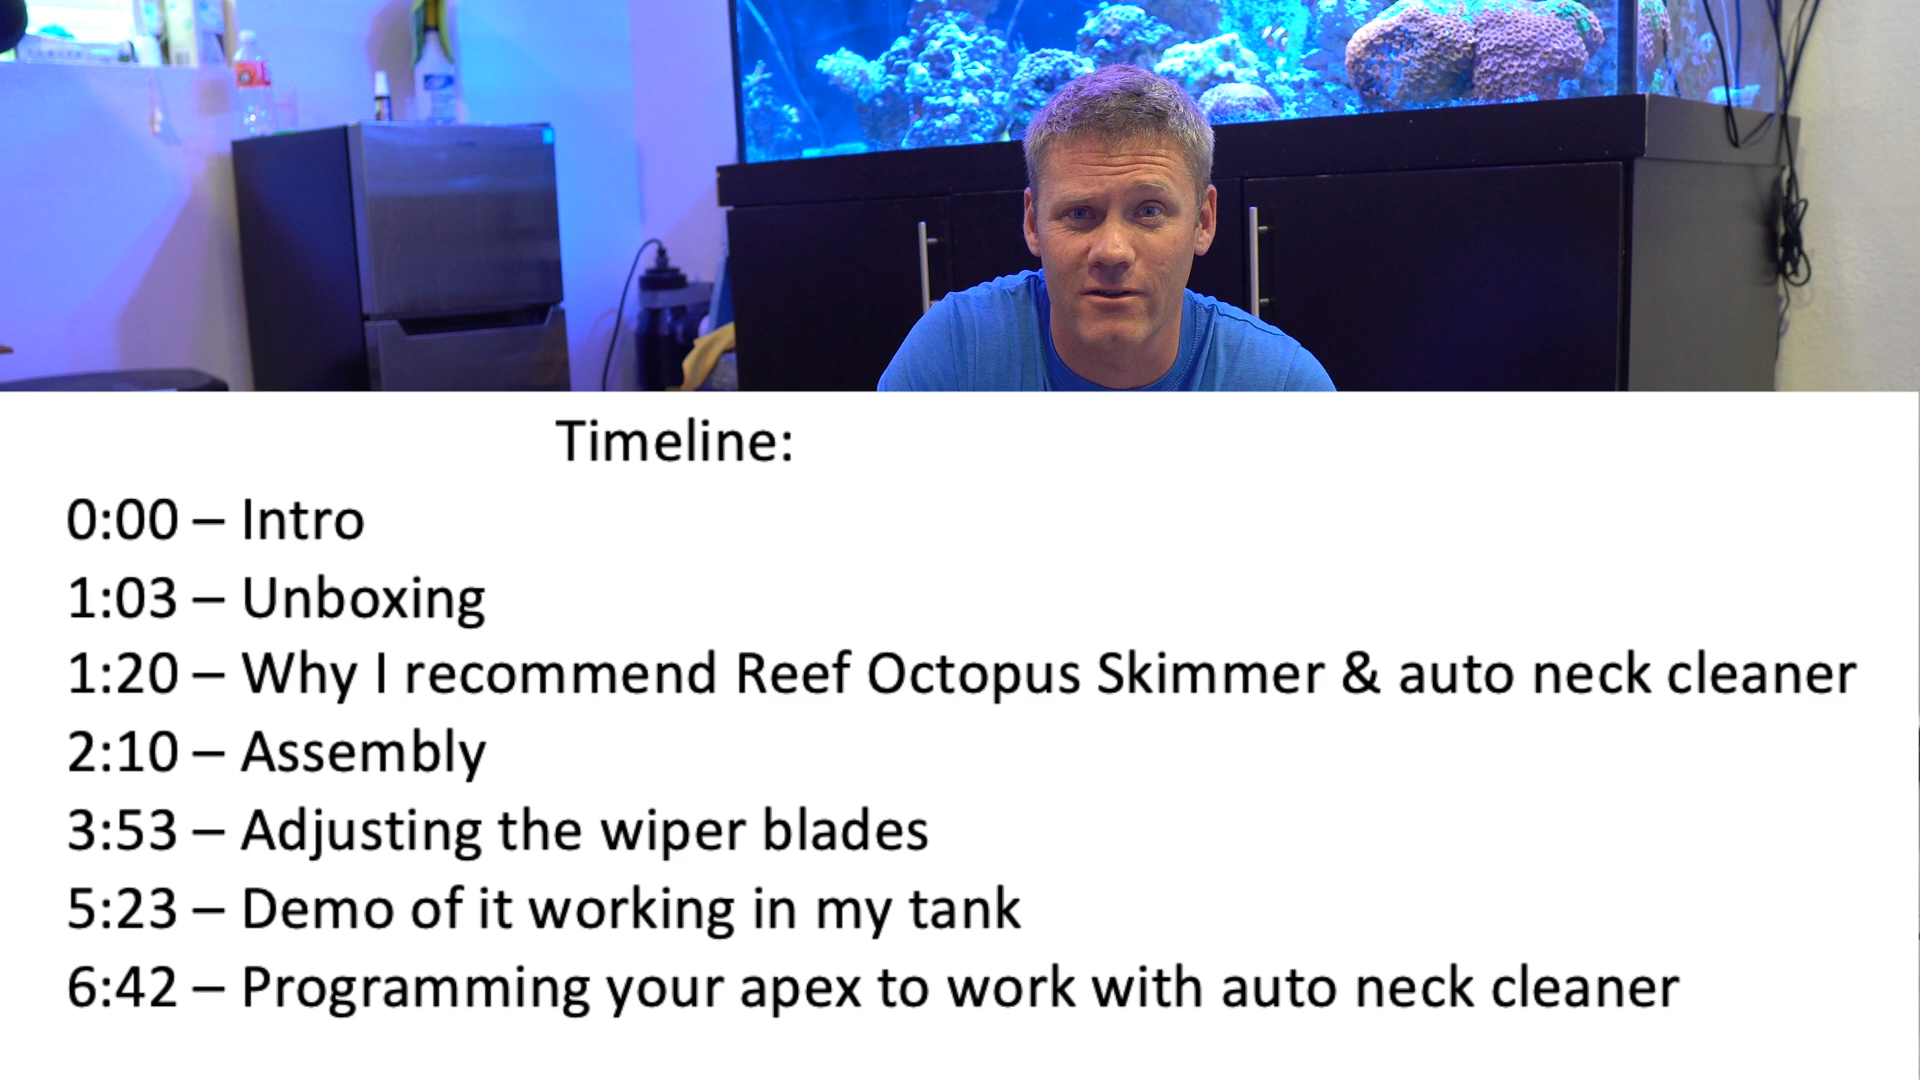 Timeline:
0:00 – Intro
1:03 – Unboxing
1:20 – Why I recommend Reef Octopus Skimmer & auto neck cleaner
2:10 – Assembly
3:53 – Adjusting the wiper blades
5:23 – Demo of it working in my tank
6:42 – Programming your apex to work with auto neck cleaner